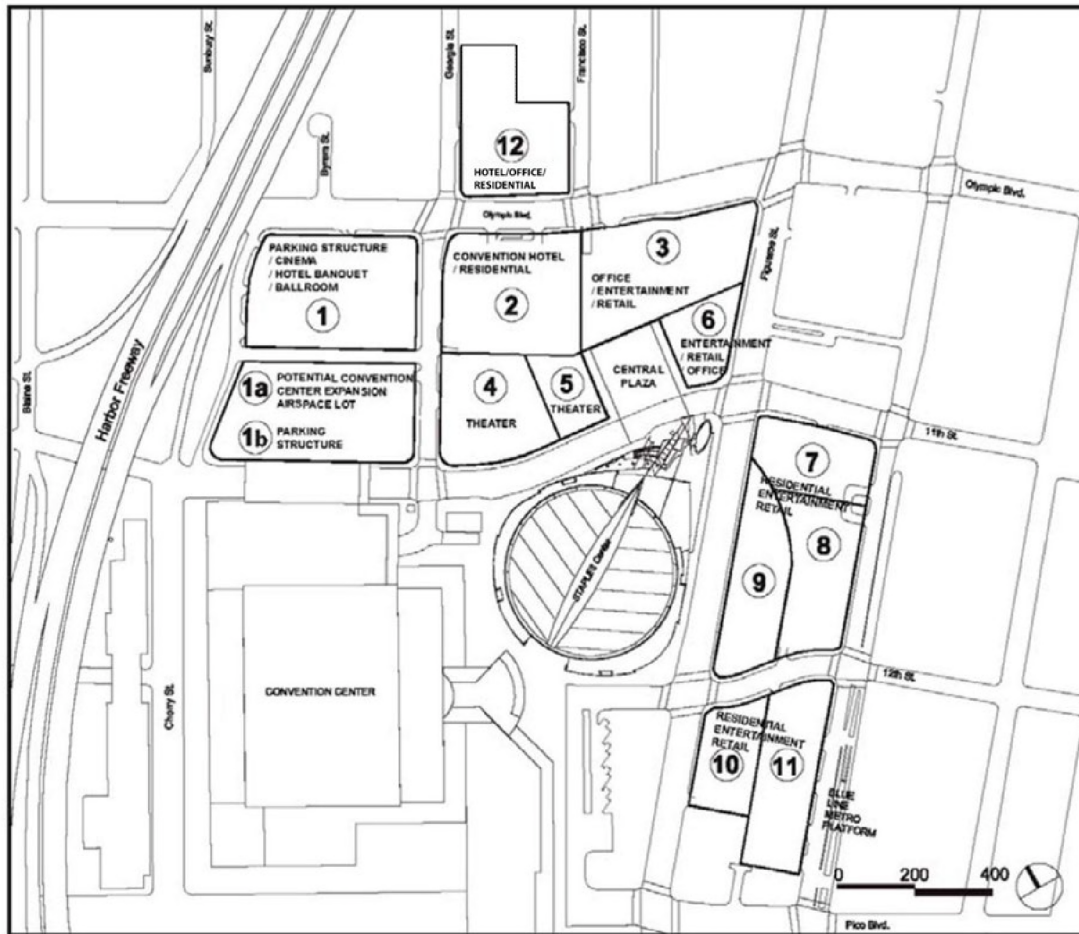 Sunbury St.
Georgia St.
Francisco St.
Byram St.
12
HOTEL/OFFICE/
RESIDENTIAL
Olympic Blvd.
Olympic Blvd.
Figueroa St.
PARKING STRUCTURE
/ CINEMA
/ HOTEL BANQUET
/ BALLROOM
1
CONVENTION HOTEL
/ RESIDENTIAL
2
3
OFFICE
/ ENTERTAINMENT
/ RETAIL
6
ENTERTAINMENT
/ RETAIL
/ OFFICE
Harbor Freeway
Blaine St.
1a
POTENTIAL CONVENTION
CENTER EXPANSION
AIRSPACE LOT
1b
PARKING
STRUCTURE
4
THEATER
5
THEATER
CENTRAL
PLAZA
11th St.
7
RESIDENTIAL
ENTERTAINMENT
RETAIL
8
9
STAPLES Center
CONVENTION CENTER
Cherry St.
12th St.
RESIDENTIAL
ENTERTAINMENT
RETAIL
10
11
BLUE
LINE
METRO
PLATFORM
0 200 400
Pico Blvd.